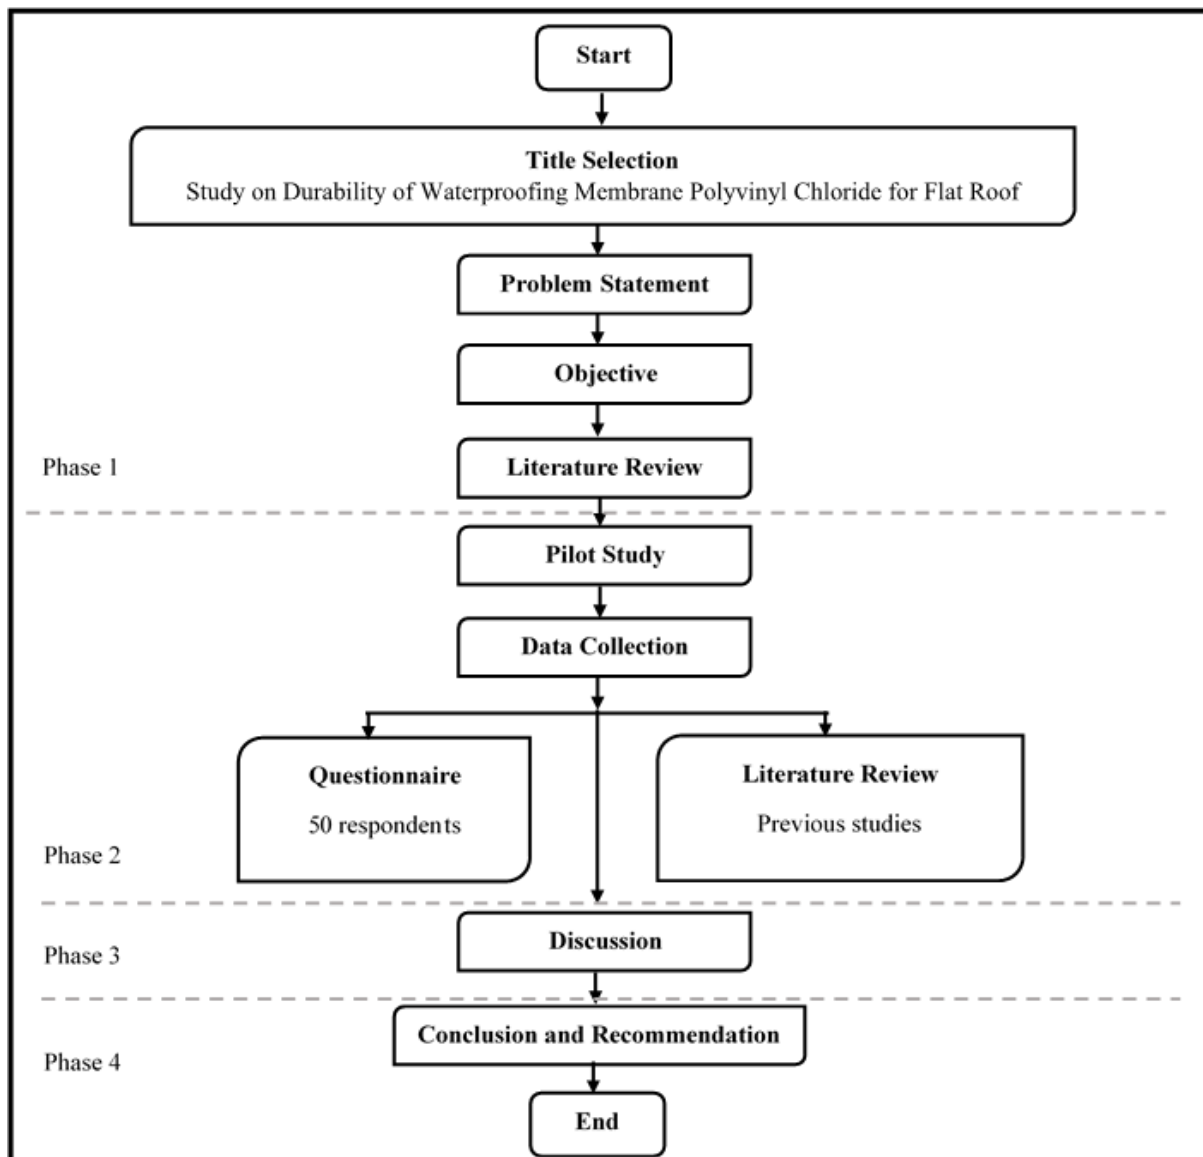 Start
Title Selection
Study on Durability of Waterproofing Membrane Polyvinyl Chloride for Flat Roof
Problem Statement
Objective
Literature Review
Phase 1
Pilot Study
Data Collection
Questionnaire
50 respondents
Literature Review
Previous studies
Phase 2
Discussion
Phase 3
Conclusion and Recommendation
Phase 4
End